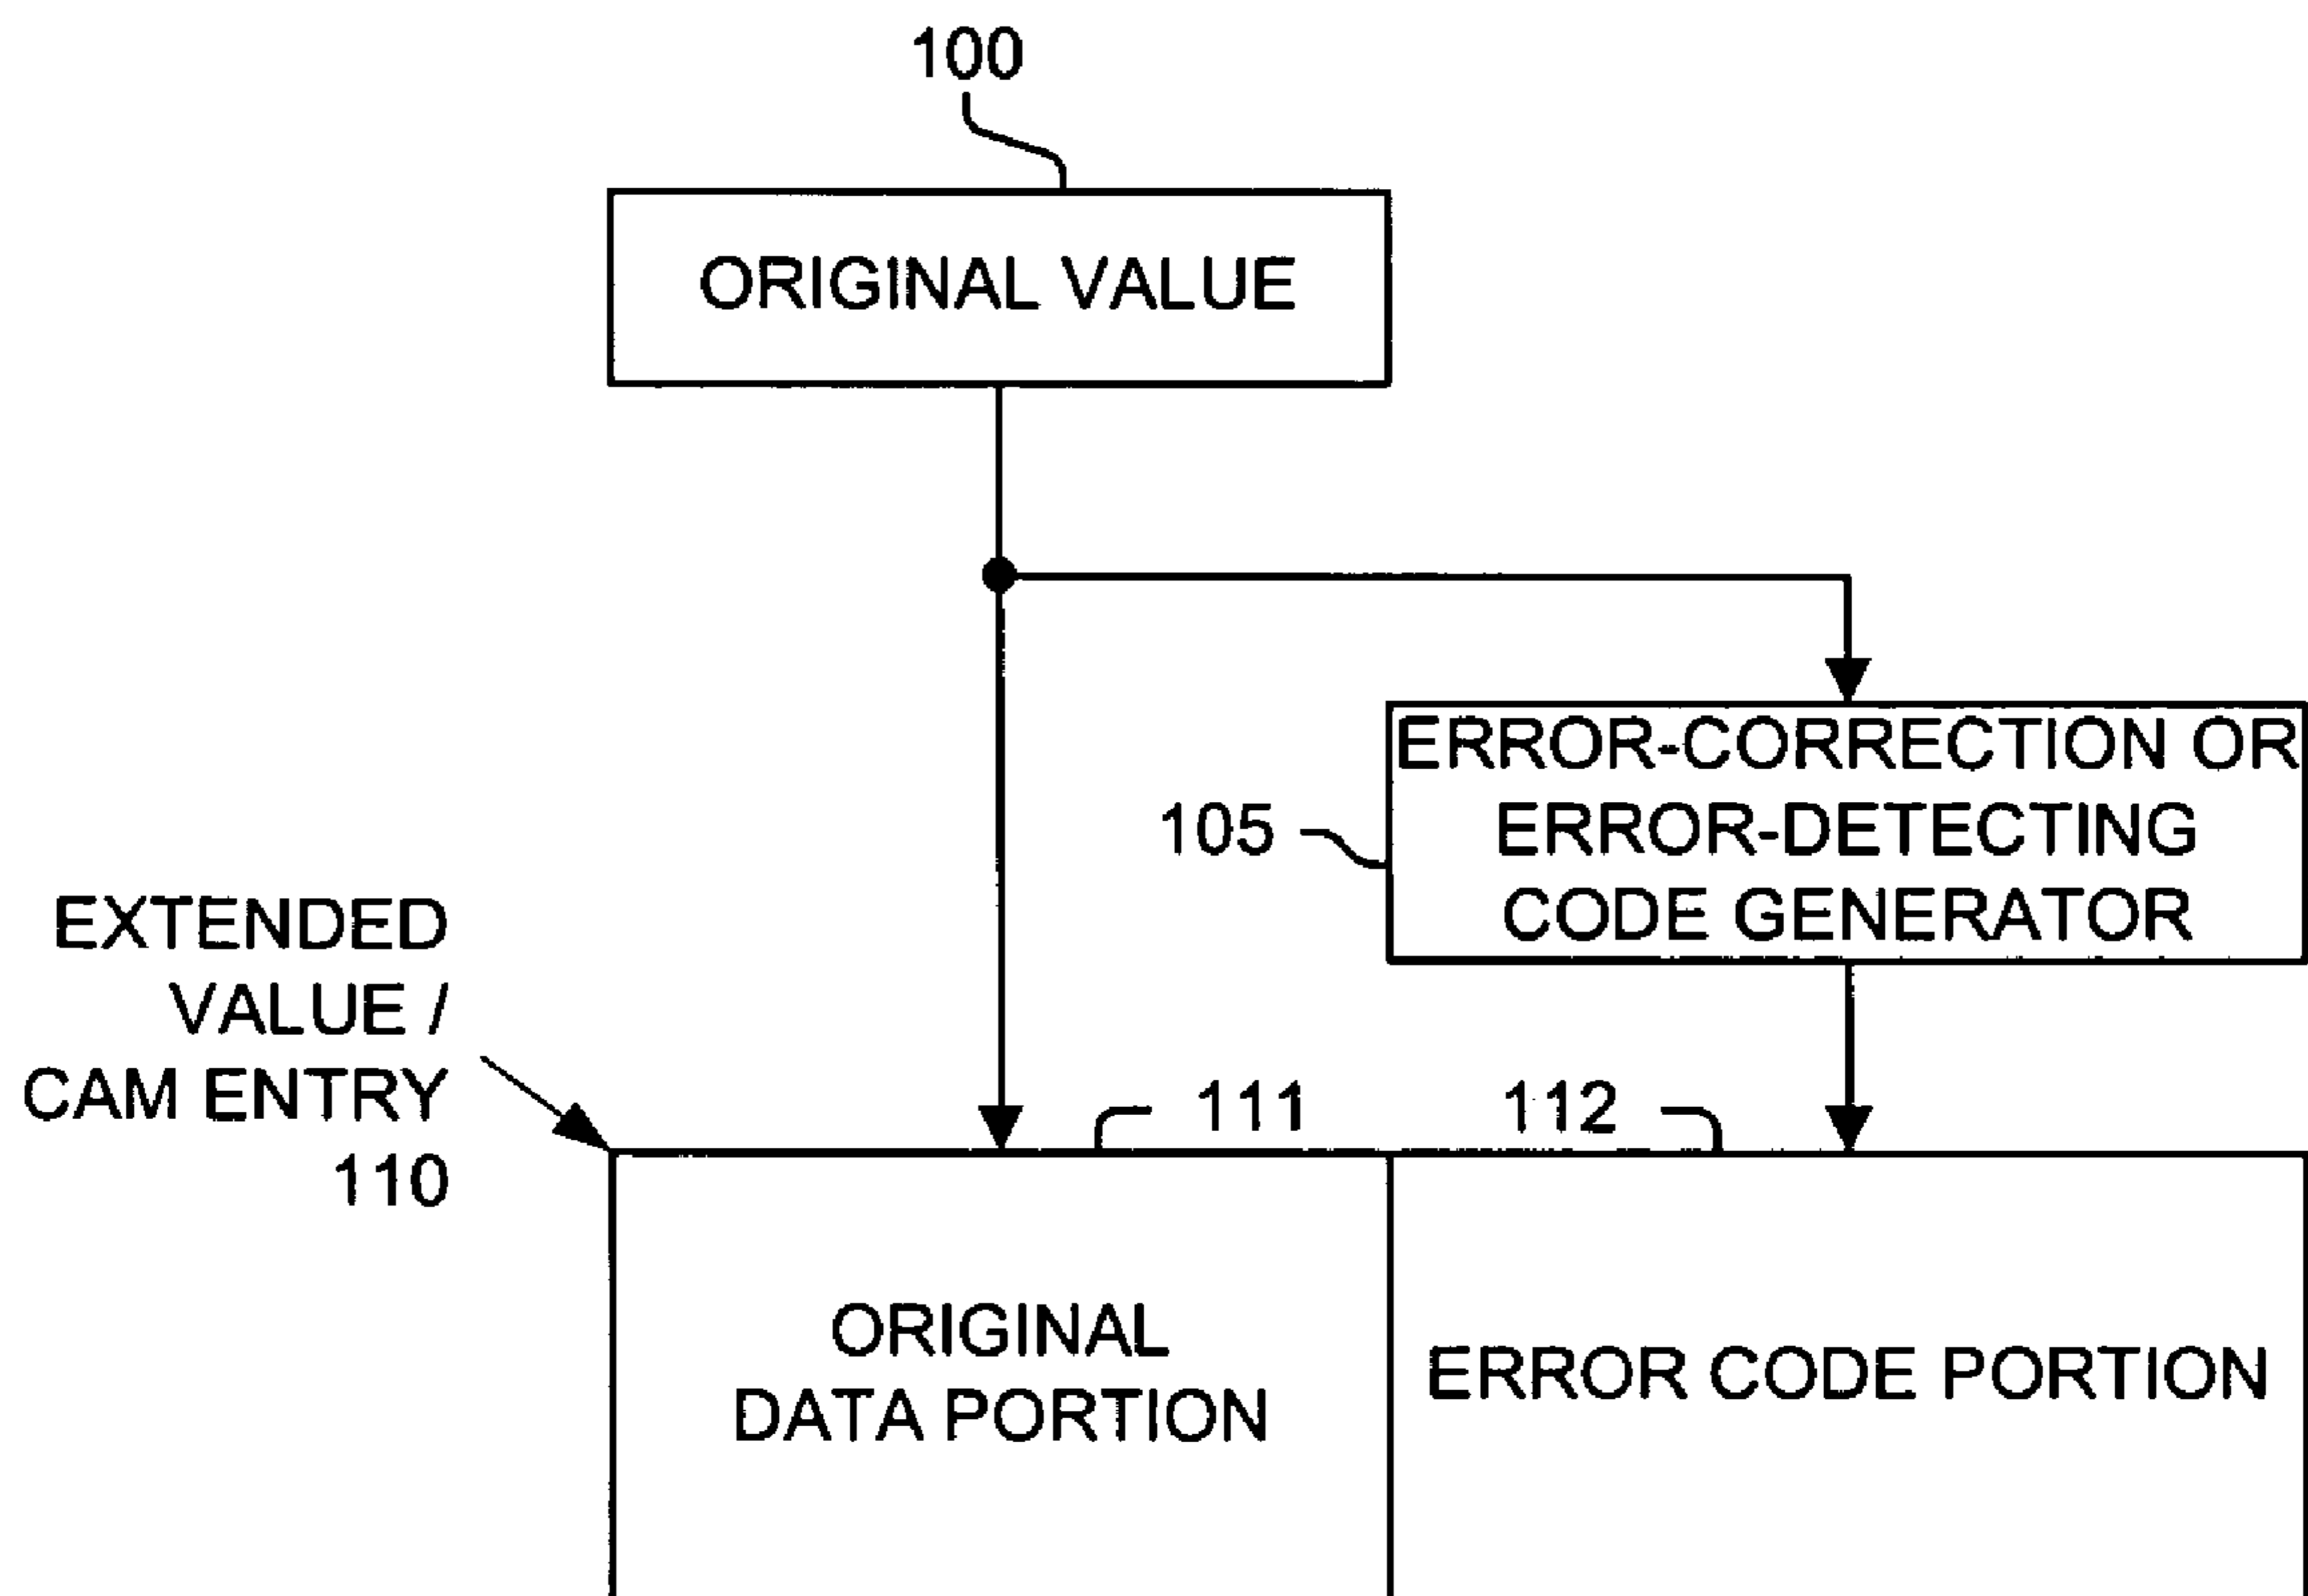 100
ORIGINAL VALUE
ERROR-CORRECTION OR
ERROR-DETECTING
CODE GENERATOR
105
EXTENDED
VALUE /
CAM ENTRY
110
111
112
ORIGINAL
DATA PORTION
ERROR CODE PORTION